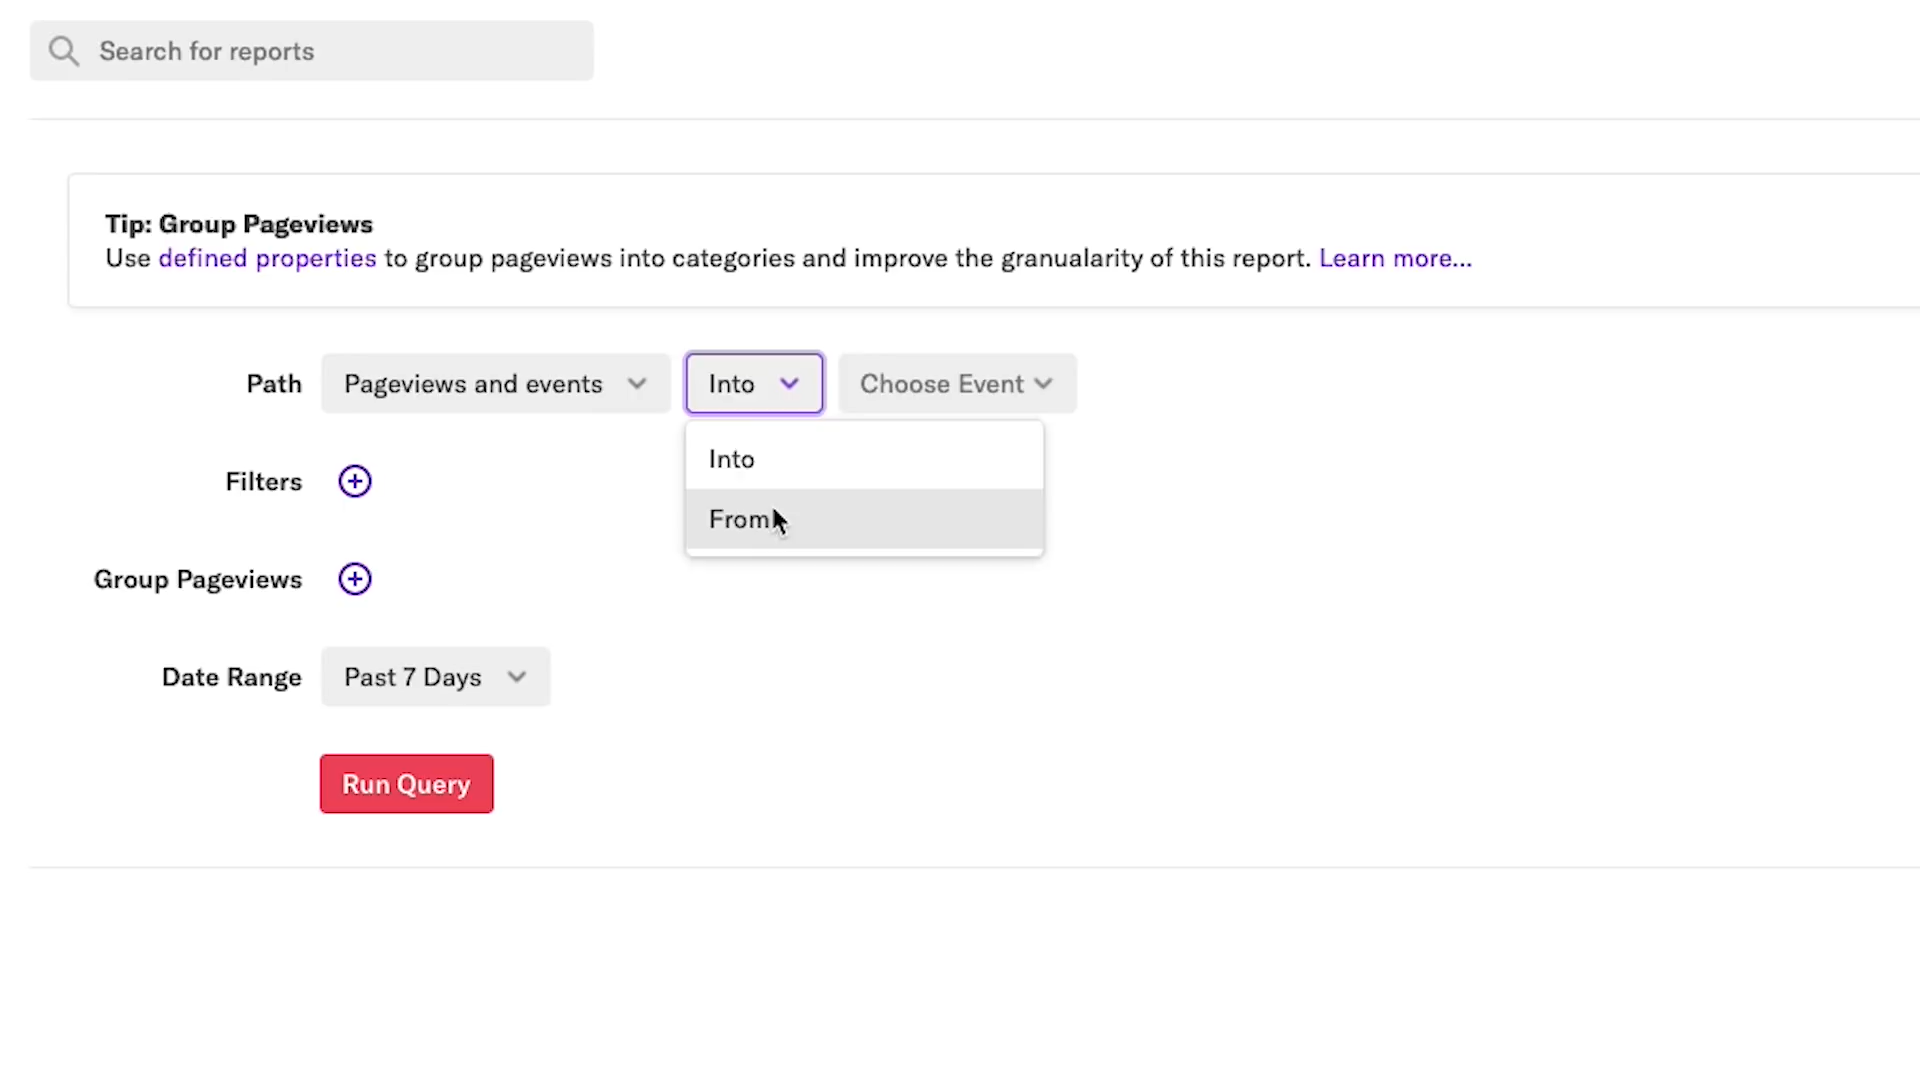 Search for reports
Tip: Group Pageviews
Use defined properties to group pageviews into categories and improve the granualarity of this report. Learn more...
Path Pageviews and events Into Choose Event
Into
From
Filters
Group Pageviews
Date Range Past 7 Days
Run Query